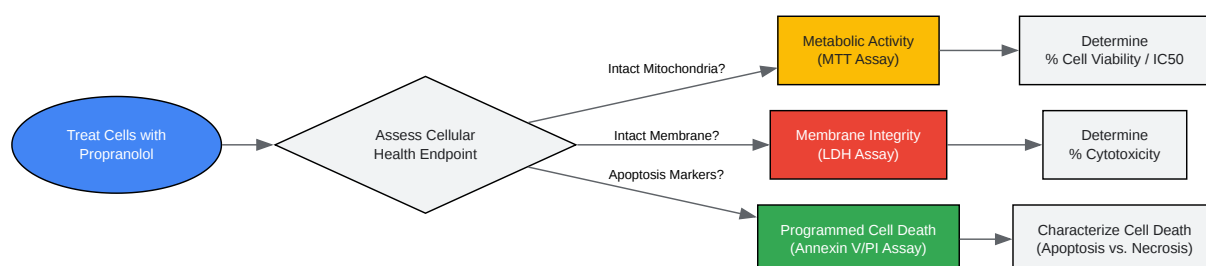 Treat Cells with
Propranolol
Assess Cellular
Health Endpoint
Intact Mitochondria?
Metabolic Activity
(MTT Assay)
Determine
% Cell Viability / IC50
Intact Membrane?
Membrane Integrity
(LDH Assay)
Determine
% Cytotoxicity
Apoptosis Markers?
Programmed Cell Death
(Annexin V/PI Assay)
Characterize Cell Death
(Apoptosis vs. Necrosis)